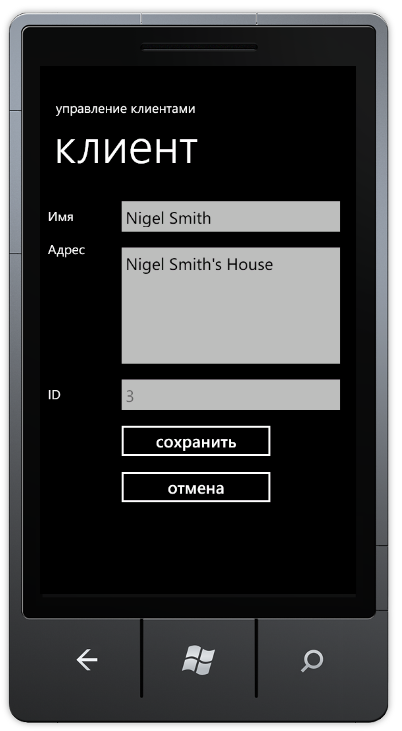 управление клиентами
клиент
Имя
Nigel Smith
Адрес
Nigel Smith's House
ID
3
сохранить
отмена